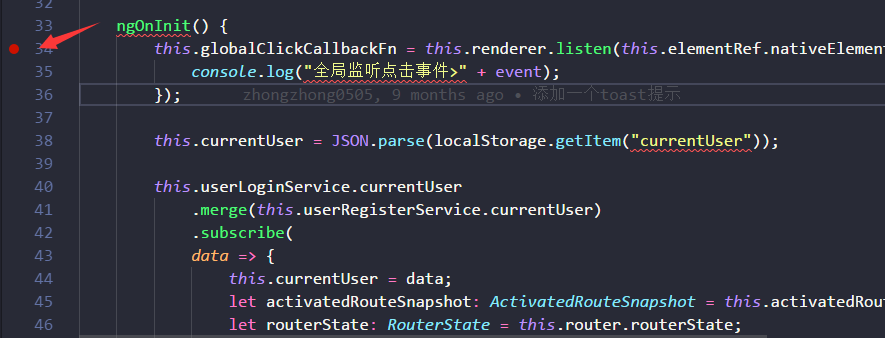 33 ngOnInit() {
34 this.globalClickCallbackFn = this.renderer.listen(this.elementRef.nativeElemen
35 console.log("全局监听点击事件>" + event);
36 }); zhongzhong0505, 9 months ago • 添加一个toast提示
37
38 this.currentUser = JSON.parse(localStorage.getItem("currentUser"));
39
40 this.userLoginService.currentUser
41 .merge(this.userRegisterService.currentUser)
42 .subscribe(
43 data => {
44 this.currentUser = data;
45 let activatedRouteSnapshot: ActivatedRouteSnapshot = this.activatedRou
46 let routerState: RouterState = this.router.routerState;